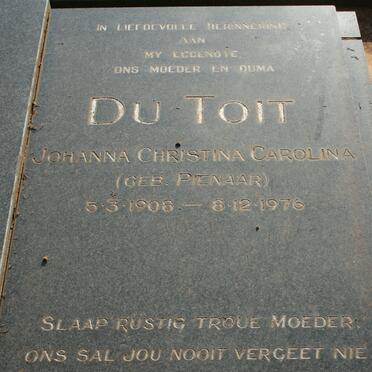 IN LIEFDEVOLLE HERINNERING
AAN
MY EGGENOTE
ONS MOEDER EN OUMA
DU TOIT
JOHANNA CHRISTINA CAROLINA
(GEB. PIENAAR)
5·3·1908 — 8·12·1976
SLAAP RUSTIG TROUE MOEDER.
ONS SAL JOU NOOIT VERGEET NIE